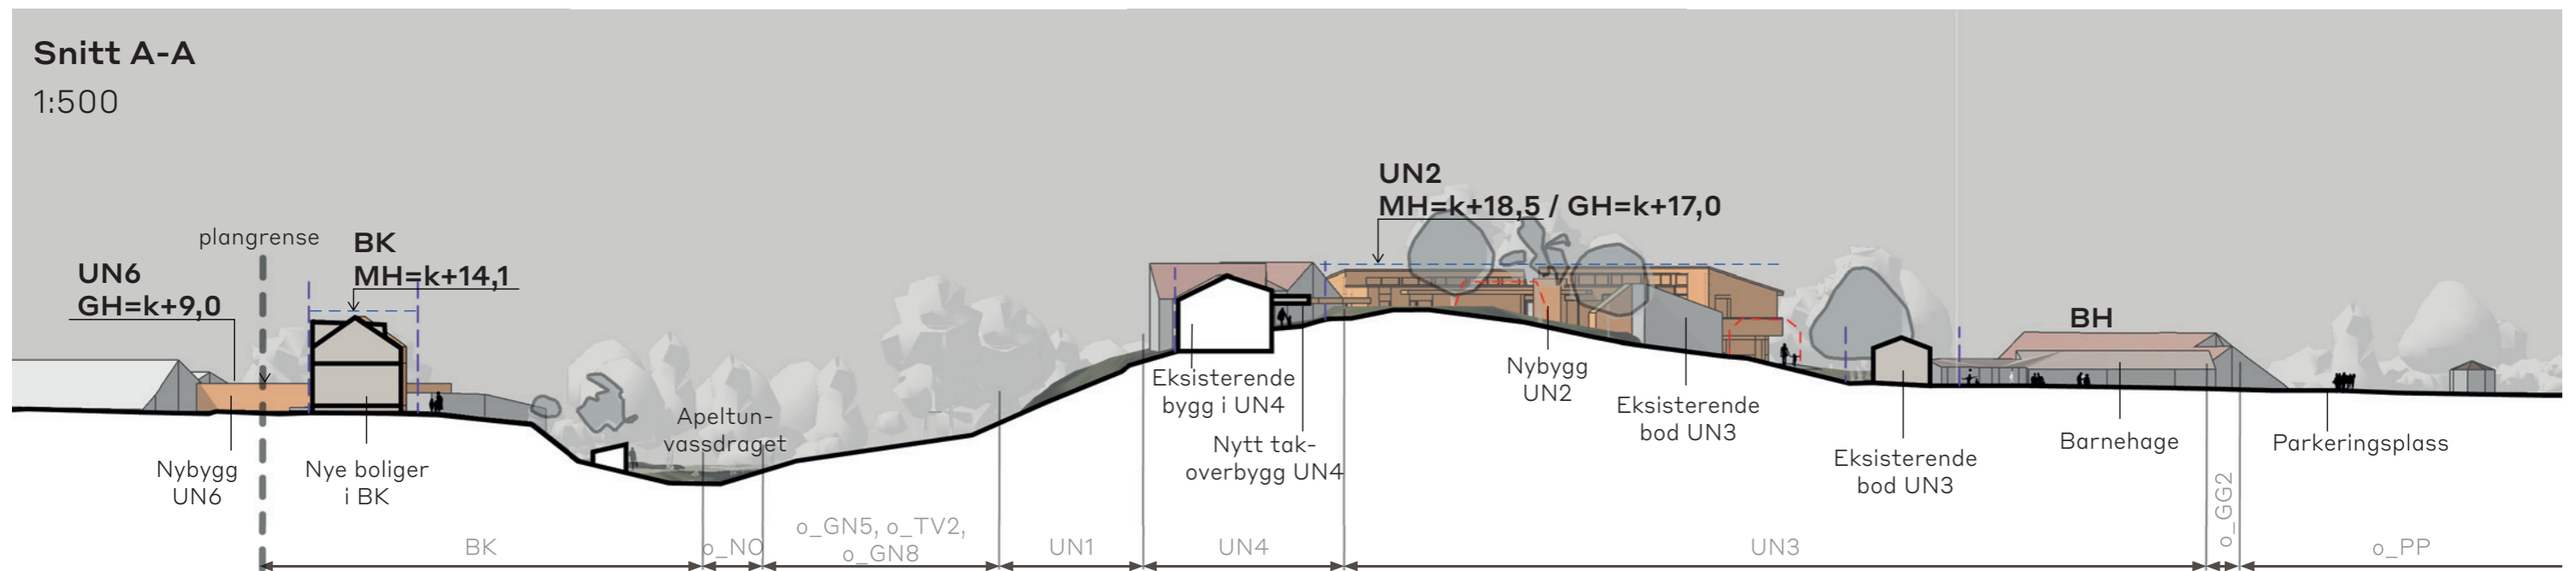 Snitt A-A
1:500
plangrense
UN6
GH=k+9,0
BK
MH=k+14,1
UN2
MH=k+18,5 / GH=k+17,0
BH
Nybygg
UN6
Nye boliger
i BK
Apeltun-
vassdraget
Eksisterende
bygg i UN4
Nytt tak-
overbygg UN4
Nybygg
UN2
Eksisterende
bod UN3
Eksisterende
bod UN3
Barnehage
Parkeringsplass
BK
o_NO
o_GN5, o_TV2,
o_GN8
UN1
UN4
UN3
o_GG2
o_PP